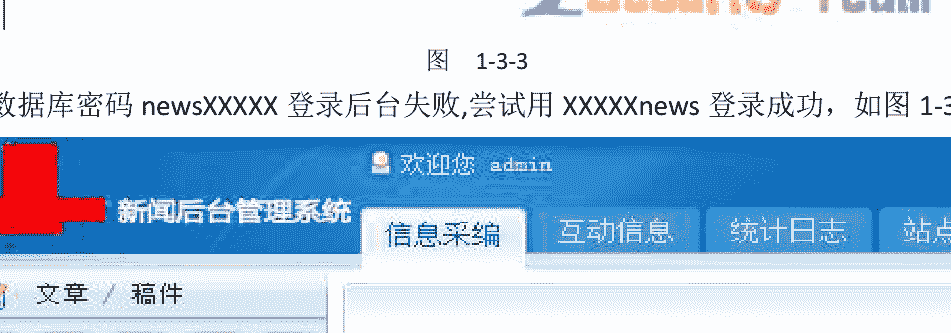 Team
图 1-3-3
数据库密码 newsXXXXX 登录后台失败,尝试用 XXXXXnews 登录成功，如图 1-3
欢迎您 admin
新闻后台管理系统
信息采编 互动信息 统计日志 站点
文章 / 稿件